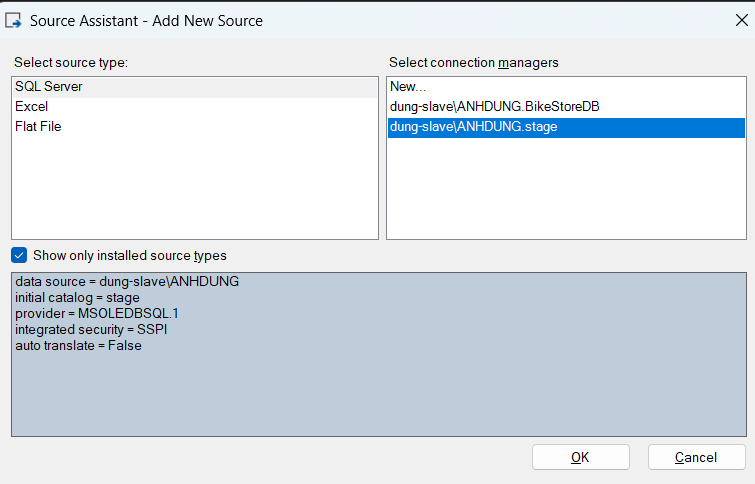 Source Assistant - Add New Source
Select source type:
SQL Server
Excel
Flat File
Select connection managers
New...
dung-slave\ANHDUNG.BikeStoreDB
dung-slave\ANHDUNG.stage
Show only installed source types
data source = dung-slave\ANHDUNG
initial catalog = stage
provider = MSOLEDBSQL.1
integrated security = SSPI
auto translate = False
OK
Cancel